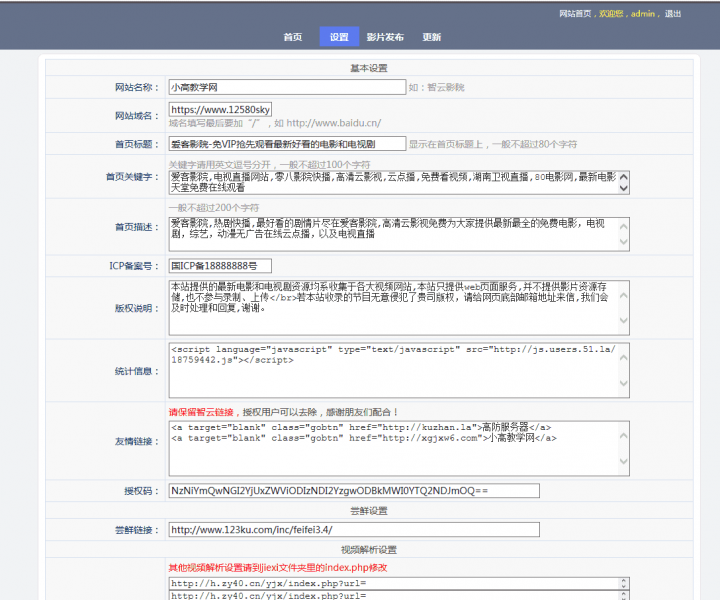 网站首页，欢迎您，admin， 退出
首页 设置 影片发布 更新
基本设置
网站名称： 小高教学网 如：智云影院
网站域名： https://www.12580sky
域名填写最后要加“/”，如 http://www.baidu.cn/
首页标题： 爱客影院-免VIP抢先观看最新好看的电影和电视剧 显示在首页标题上，一般不超过80个字符
关键字请用英文逗号分开，一般不超过100个字符
首页关键字： 爱客影院,电视直播网站,零八影院快播,高清云影视,云点播,免费看视频,湖南卫视直播,80电影网,最新电影
天堂免费在线观看
一般不超过200个字符
首页描述： 爱客影院,热剧快播,最好看的剧情片尽在爱客影院,高清云影视免费为大家提供最新最全的免费电影，电视
剧，综艺，动漫无广告在线云点播，以及电视直播
ICP备案号： 国ICP备18888888号
版权说明： 本站提供的最新电影和电视剧资源均系收集于各大视频网站,本站只提供web页面服务,并不提供影片资源存
储,也不参与录制、上传</br>若本站收录的节目无意侵犯了贵司版权，请给网页底部邮箱地址来信,我们会
及时处理和回复,谢谢。
统计信息： <script language="javascript" type="text/javascript" src="http://js.users.51.la/
18759442.js"></script>
请保留智云链接，授权用户可以去除，感谢朋友们配合！
友情链接： <a target="blank" class="gobtn" href="http://kuzhan.la">高防服务器</a>
<a target="blank" class="gobtn" href="http://xgjxw6.com">小高教学网</a>
授权码： NzNiYmQwNGI2YjUxZWViODIzNDI2YzgwODBkMWI0YTQ2NDJmOQ==
尝鲜设置
尝鲜链接： http://www.123ku.com/inc/feifei3.4/
视频解析设置
其他视频解析设置请到jiexi文件夹里的index.php修改
http://h.zy40.cn/yjx/index.php?url=
http://h.zy40.cn/yjx/index.php?url=